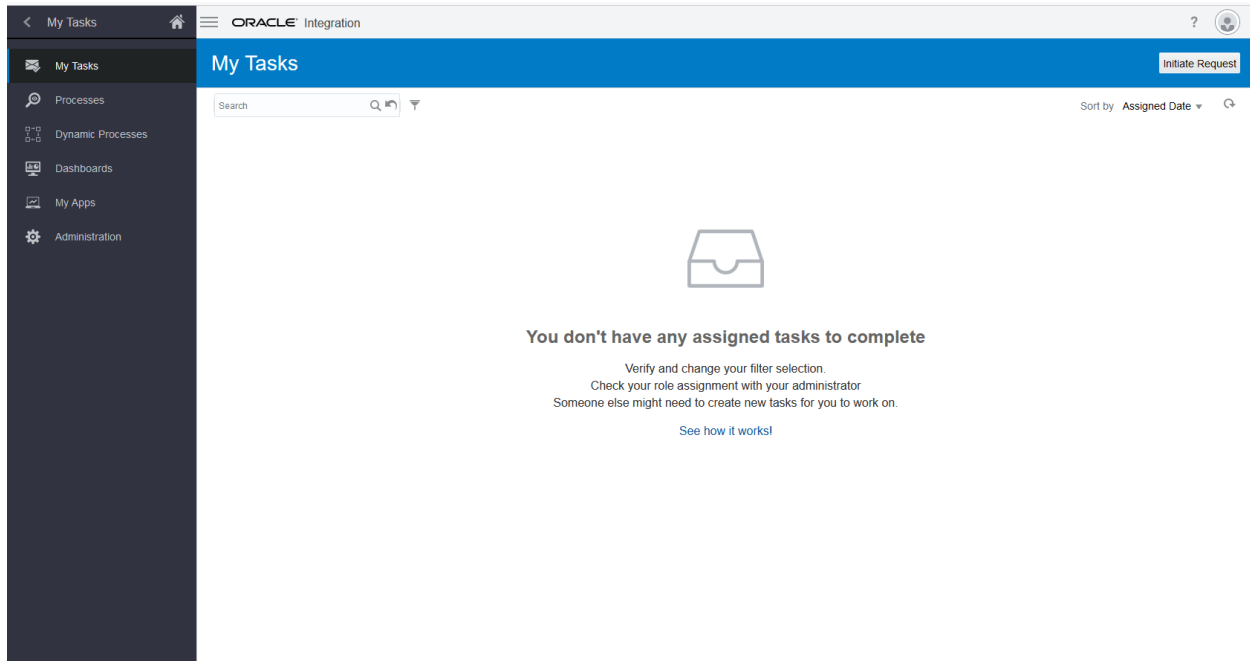 My Tasks
ORACLE Integration
?
My Tasks
Processes
Dynamic Processes
Dashboards
My Apps
Administration
My Tasks
Initiate Request
Search
Sort by Assigned Date
You don't have any assigned tasks to complete
Verify and change your filter selection.
Check your role assignment with your administrator
Someone else might need to create new tasks for you to work on.
See how it works!